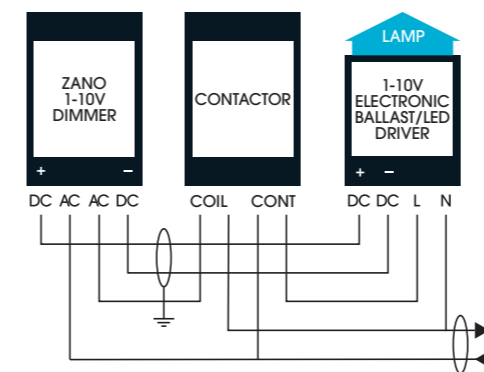 LAMP
ZANO
1-10V
DIMMER
+ −
CONTACTOR
1-10V
ELECTRONIC
BALLAST/LED
DRIVER
+ −
DC AC AC DC
COIL CONT
DC DC L N